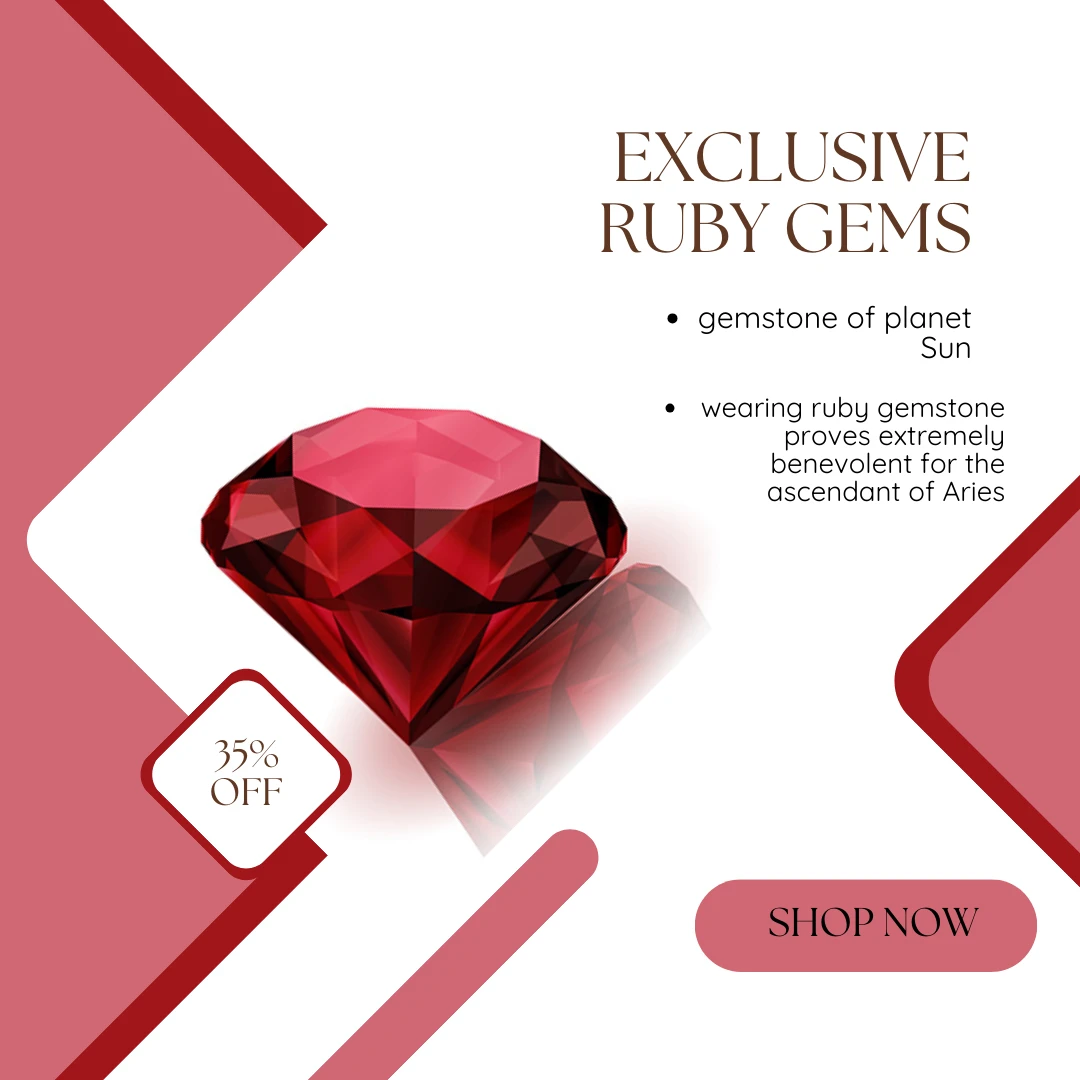 EXCLUSIVE
RUBY GEMS
• gemstone of planet
Sun
• wearing ruby gemstone
proves extremely
benevolent for the
ascendant of Aries
35%
OFF
SHOP NOW